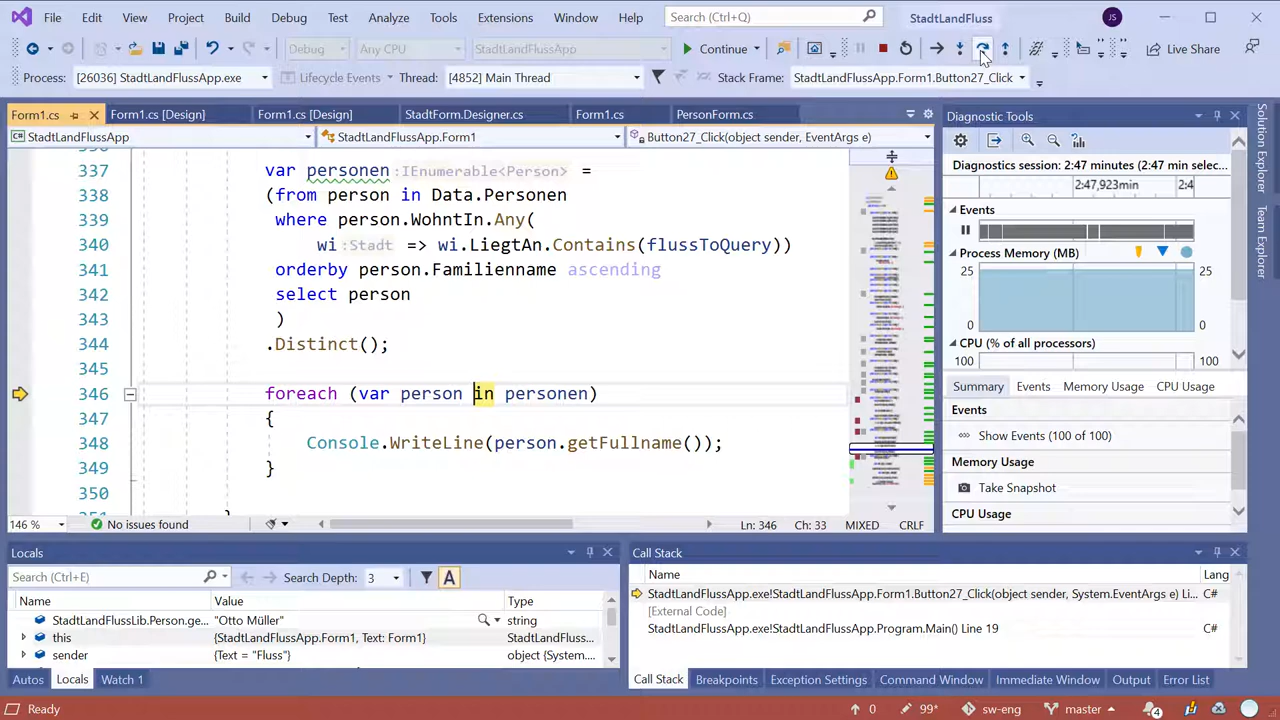 File Edit View Project Build Debug Test Analyze Tools Extensions Window Help Search (Ctrl+Q) StadtLandFluss JS
Debug Any CPU StadtLandFlussApp Continue Live Share
Process: [26036] StadtLandFlussApp.exe Lifecycle Events Thread: [4852] Main Thread Stack Frame: StadtLandFlussApp.Form1.Button27_Click
Form1.cs Form1.cs [Design] Form1.cs [Design] StadtForm.Designer.cs Form1.cs PersonForm.cs
StadtLandFlussApp StadtLandFlussApp.Form1 Button27_Click(object sender, EventArgs e)
337 var personen :IEnumerable<Person> =
338 (from person in Data.Personen
339 where person.WohntIn.Any(
340 wi :Stadt => wi.LiegtAn.Contains(flussToQuery))
341 orderby person.Familienname ascending
342 select person
343 )
344 .Distinct();
345
346 foreach (var person in personen)
347 {
348 Console.WriteLine(person.getFullname());
349 }
350
146 % No issues found Ln: 346 Ch: 33 MIXED CRLF
Diagnostic Tools
Diagnostics session: 2:47 minutes (2:47 min selec...
2:47,923min 2:4
Events
Process Memory (MB)
25 25
0 0
CPU (% of all processors)
100 100
Summary Events Memory Usage CPU Usage
Events
Show Events (100 of 100)
Memory Usage
Take Snapshot
CPU Usage
Solution Explorer
Team Explorer
Locals
Search (Ctrl+E) Search Depth: 3 A
Name Value Type
StadtLandFlussLib.Person.ge... "Otto Müller" string
this {StadtLandFlussApp.Form1, Text: Form1} StadtLandFluss...
sender {Text = "Fluss"} object {System....
Autos Locals Watch 1
Call Stack
Name Lang
StadtLandFlussApp.exe!StadtLandFlussApp.Form1.Button27_Click(object sender, System.EventArgs e) Li... C#
[External Code]
StadtLandFlussApp.exe!StadtLandFlussApp.Program.Main() Line 19 C#
Call Stack Breakpoints Exception Settings Command Window Immediate Window Output Error List
Ready 0 99* sw-eng master 4